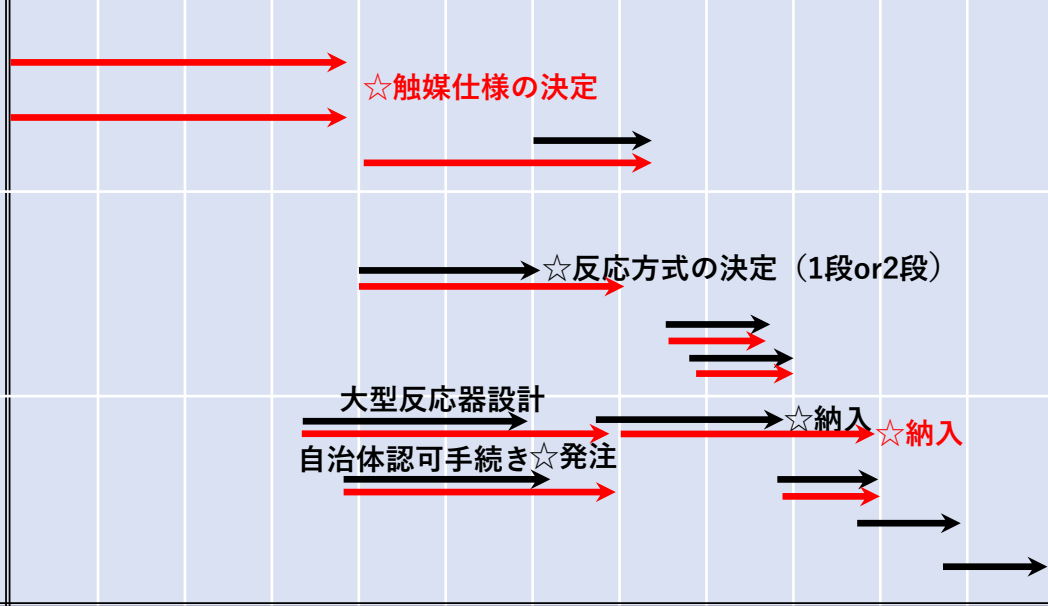 ☆触媒仕様の決定
☆反応方式の決定（1段or2段）
大型反応器設計
☆納入
☆納入
自治体認可手続き☆発注